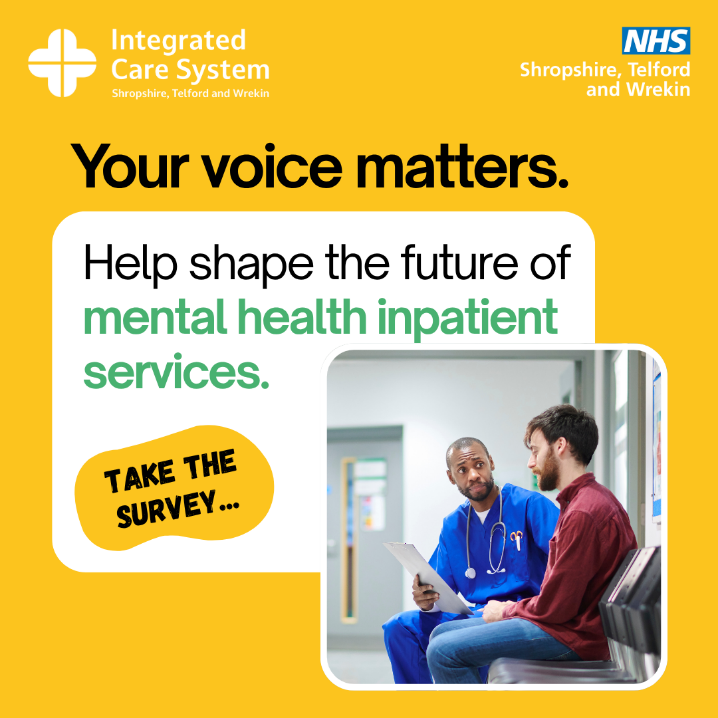 Integrated
Care System
Shropshire, Telford and Wrekin
NHS
Shropshire, Telford
and Wrekin
Your voice matters.
Help shape the future of
mental health inpatient
services.
TAKE THE
SURVEY...